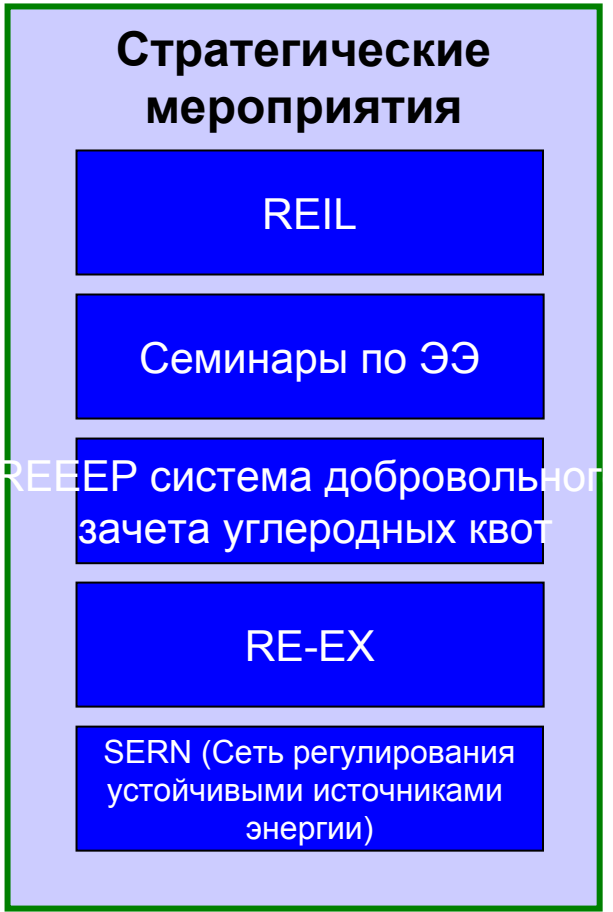 Стратегические
мероприятия
REIL
Семинары по ЭЭ
REEEP система добровольног
зачета углеродных квот
RE-EX
SERN (Сеть регулирования
устойчивыми источниками
энергии)